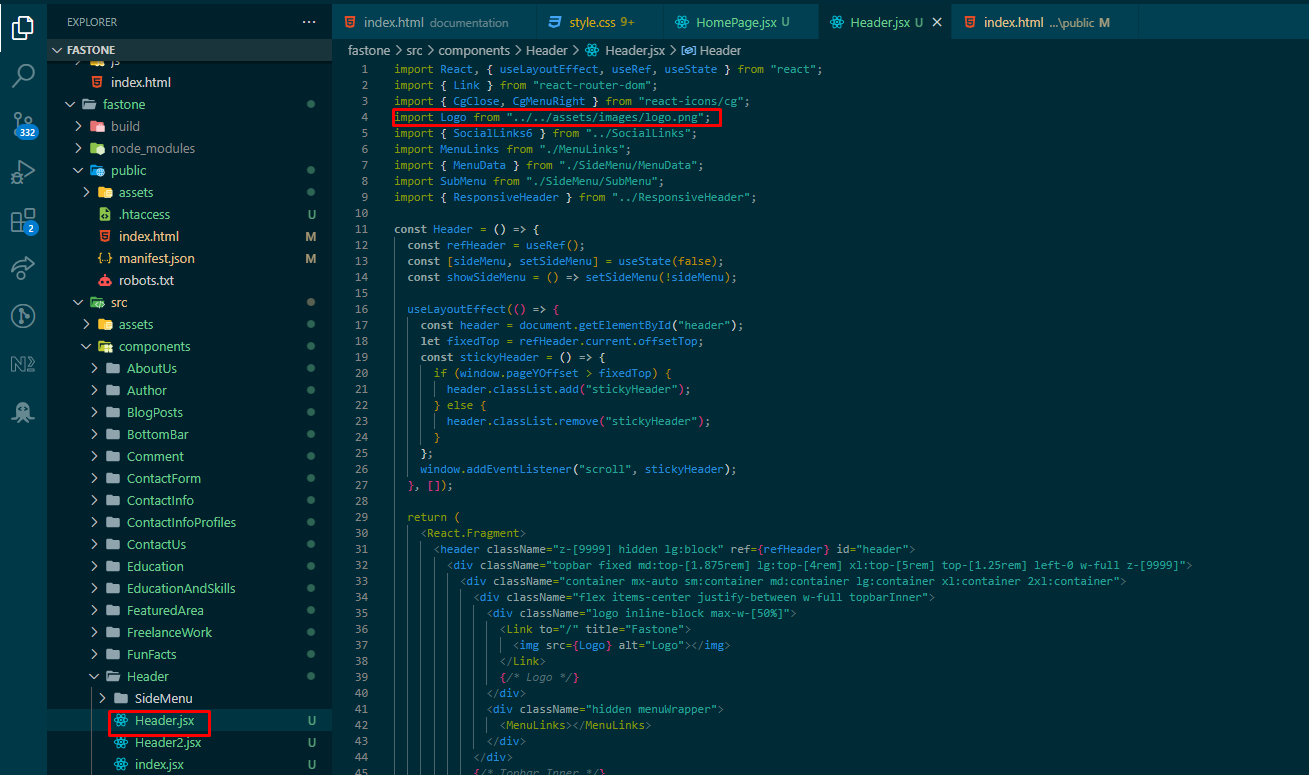 EXPLORER
FASTONE
js
index.html
fastone
build
node_modules
public
assets
.htaccess U
index.html M
manifest.json M
robots.txt
src
assets
components
AboutUs
Author
BlogPosts
BottomBar
Comment
ContactForm
ContactInfo
ContactInfoProfiles
ContactUs
Education
EducationAndSkills
FeaturedArea
FreelanceWork
FunFacts
Header
SideMenu
Header.jsx U
Header2.jsx U
index.jsx U
332
2
index.html documentation
style.css 9+
HomePage.jsx U
Header.jsx U
index.html ...\public M
fastone > src > components > Header > Header.jsx > Header
1 import React, { useLayoutEffect, useRef, useState } from "react";
2 import { Link } from "react-router-dom";
3 import { CgClose, CgMenuRight } from "react-icons/cg";
4 import Logo from "../../assets/images/logo.png";
5 import { SocialLinks6 } from "../SocialLinks";
6 import MenuLinks from "./MenuLinks";
7 import { MenuData } from "./SideMenu/MenuData";
8 import SubMenu from "./SideMenu/SubMenu";
9 import { ResponsiveHeader } from "../ResponsiveHeader";
10
11 const Header = () => {
12 const refHeader = useRef();
13 const [sideMenu, setSideMenu] = useState(false);
14 const showSideMenu = () => setSideMenu(!sideMenu);
15
16 useLayoutEffect(() => {
17 const header = document.getElementById("header");
18 let fixedTop = refHeader.current.offsetTop;
19 const stickyHeader = () => {
20 if (window.pageYOffset > fixedTop) {
21 header.classList.add("stickyHeader");
22 } else {
23 header.classList.remove("stickyHeader");
24 }
25 };
26 window.addEventListener("scroll", stickyHeader);
27 }, []);
28
29 return (
30 <React.Fragment>
31 <header className="z-[9999] hidden lg:block" ref={refHeader} id="header">
32 <div className="topbar fixed md:top-[1.875rem] lg:top-[4rem] xl:top-[5rem] top-[1.25rem] left-0 w-full z-[9999]">
33 <div className="container mx-auto sm:container md:container lg:container xl:container 2xl:container">
34 <div className="flex items-center justify-between w-full topbarInner">
35 <div className="logo inline-block max-w-[50%]">
36 <Link to="/" title="Fastone">
37 <img src={Logo} alt="Logo"></img>
38 </Link>
39 {/* Logo */}
40 </div>
41 <div className="hidden menuWrapper">
42 <MenuLinks></MenuLinks>
43 </div>
44 </div>
45 {/* Topbar Inner */}